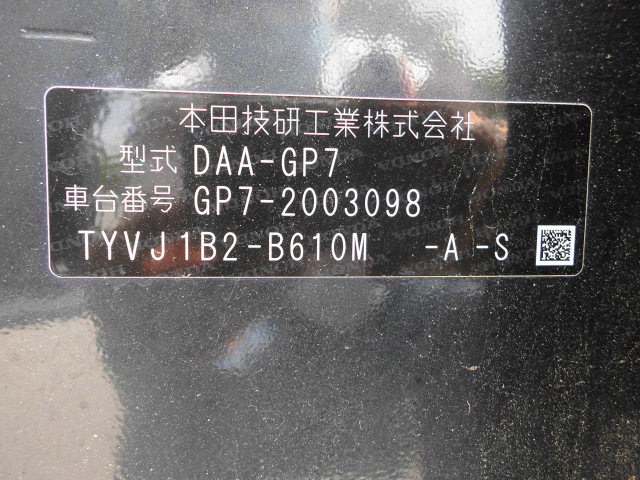 本田技研工業株式会社
型式 DAA-GP7
車台番号 GP7-2003098
TYVJ1B2-B610M -A-S